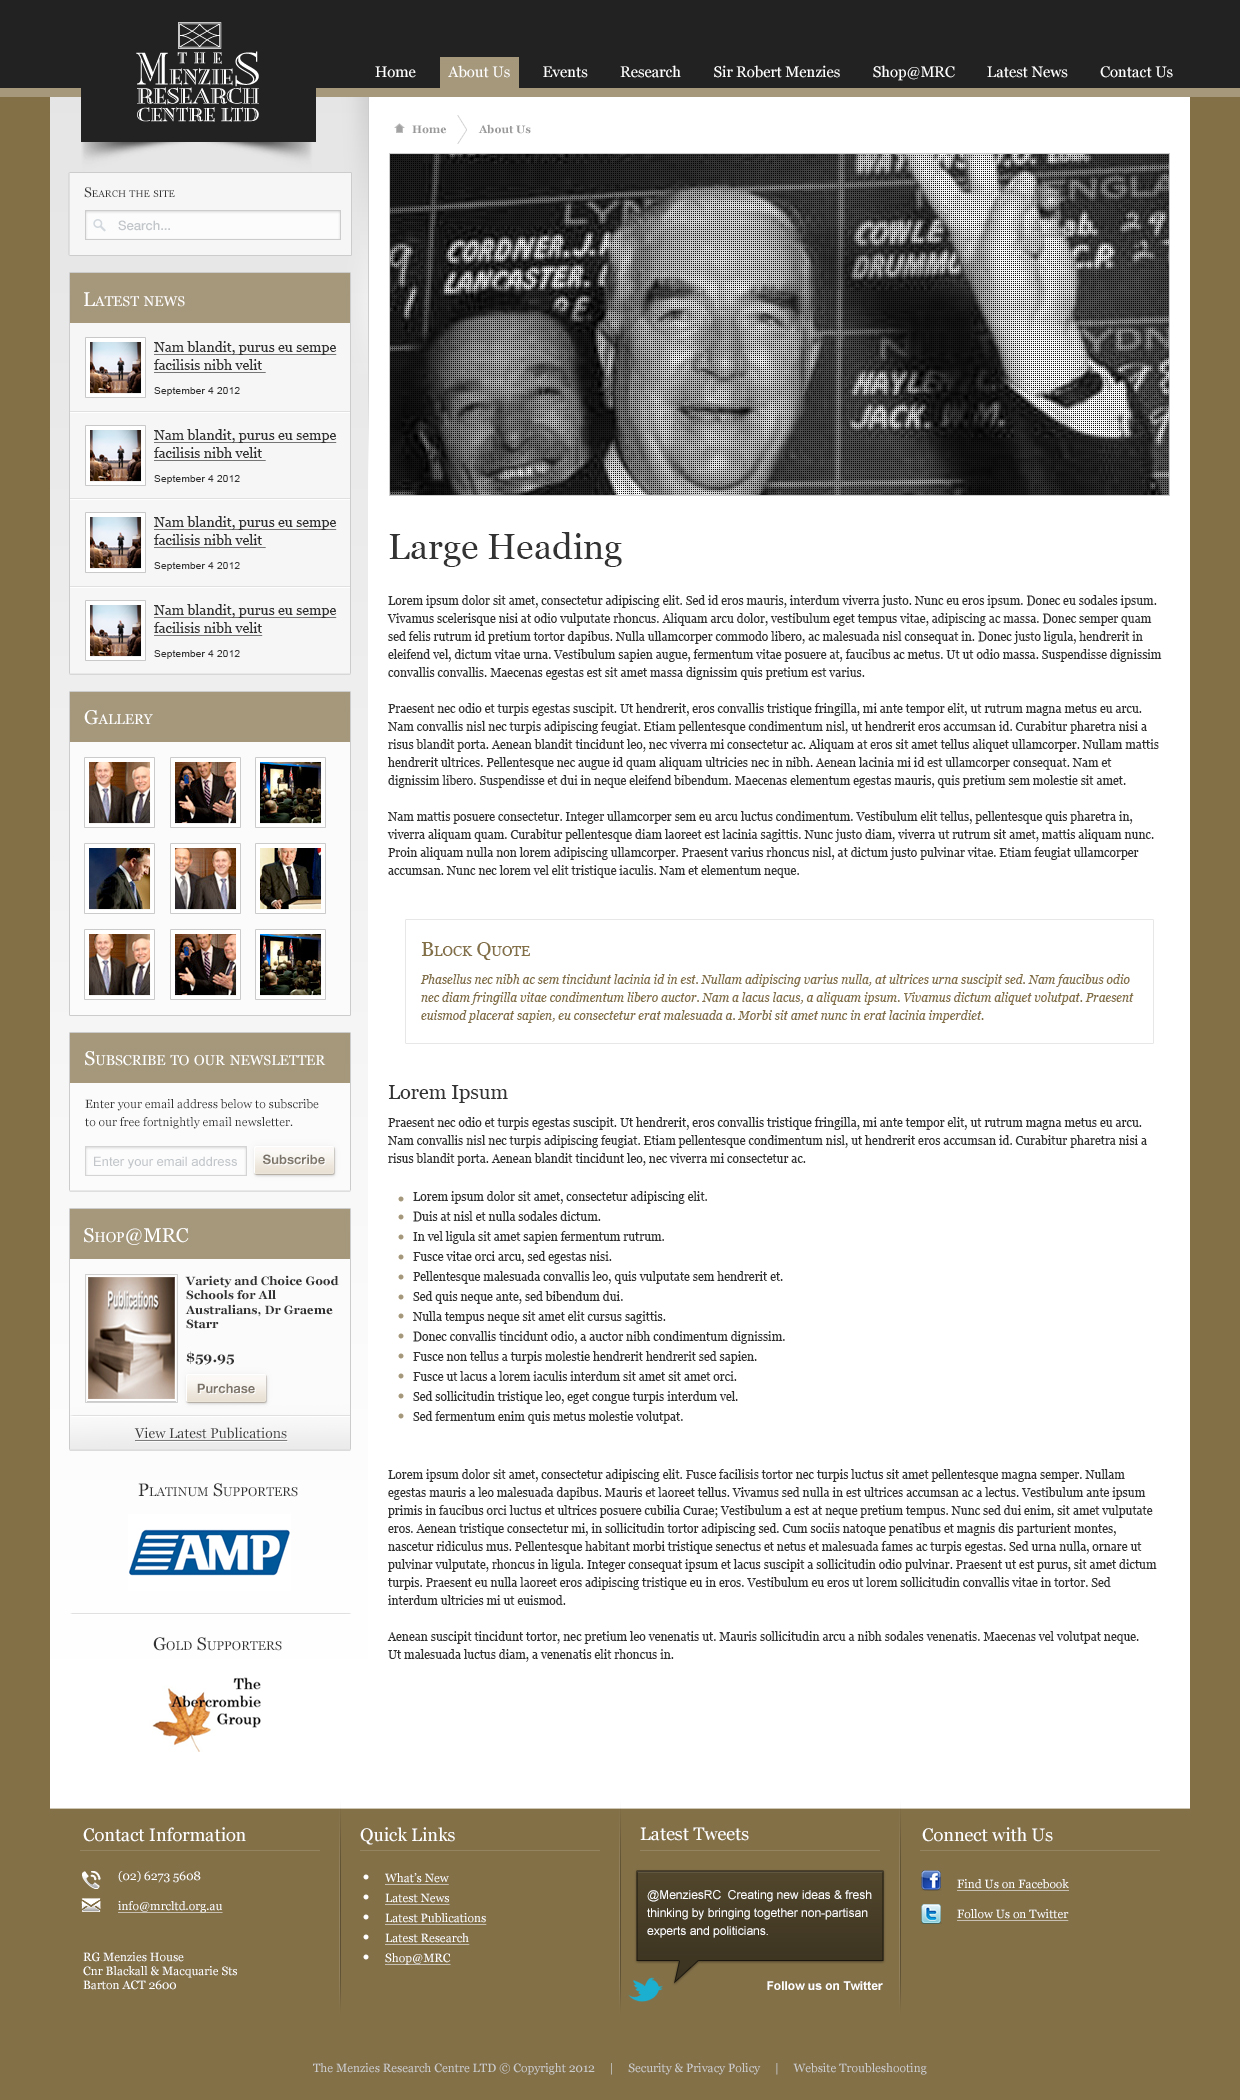 THE
MENZIES
RESEARCH
CENTRE LTD
Home
About Us
Events
Research
Sir Robert Menzies
Shop@MRC
Latest News
Contact Us
Home
About Us
SEARCH THE SITE
Search...
LYN
ENGLA
CORDNER.J.
LANCASTER.
COWLE
DRUMMO
29
C.P.
28
YDN
HAYLE
JACK. W.M.
LATEST NEWS
Nam blandit, purus eu sempe
facilisis nibh velit
September 4 2012
Nam blandit, purus eu sempe
facilisis nibh velit
September 4 2012
Nam blandit, purus eu sempe
facilisis nibh velit
September 4 2012
Nam blandit, purus eu sempe
facilisis nibh velit
September 4 2012
GALLERY
SUBSCRIBE TO OUR NEWSLETTER
Enter your email address below to subscribe
to our free fortnightly email newsletter.
Enter your email address
Subscribe
SHOP@MRC
Publications
Variety and Choice Good
Schools for All
Australians, Dr Graeme
Starr
$59.95
Purchase
View Latest Publications
PLATINUM SUPPORTERS
AMP
GOLD SUPPORTERS
The
Abercrombie
Group
Large Heading
Lorem ipsum dolor sit amet, consectetur adipiscing elit. Sed id eros mauris, interdum viverra justo. Nunc eu eros ipsum. Donec eu sodales ipsum.
Vivamus scelerisque nisi at odio vulputate rhoncus. Aliquam arcu dolor, vestibulum eget tempus vitae, adipiscing ac massa. Donec semper quam
sed felis rutrum id pretium tortor dapibus. Nulla ullamcorper commodo libero, ac malesuada nisl consequat in. Donec justo ligula, hendrerit in
eleifend vel, dictum vitae urna. Vestibulum sapien augue, fermentum vitae posuere at, faucibus ac metus. Ut ut odio massa. Suspendisse dignissim
convallis convallis. Maecenas egestas est sit amet massa dignissim quis pretium est varius.
Praesent nec odio et turpis egestas suscipit. Ut hendrerit, eros convallis tristique fringilla, mi ante tempor elit, ut rutrum magna metus eu arcu.
Nam convallis nisl nec turpis adipiscing feugiat. Etiam pellentesque condimentum nisl, ut hendrerit eros accumsan id. Curabitur pharetra nisi a
risus blandit porta. Aenean blandit tincidunt leo, nec viverra mi consectetur ac. Aliquam at eros sit amet tellus aliquet ullamcorper. Nullam mattis
hendrerit ultrices. Pellentesque nec augue id quam aliquam ultricies nec in nibh. Aenean lacinia mi id est ullamcorper consequat. Nam et
dignissim libero. Suspendisse et dui in neque eleifend bibendum. Maecenas elementum egestas mauris, quis pretium sem molestie sit amet.
Nam mattis posuere consectetur. Integer ullamcorper sem eu arcu luctus condimentum. Vestibulum elit tellus, pellentesque quis pharetra in,
viverra aliquam quam. Curabitur pellentesque diam laoreet est lacinia sagittis. Nunc justo diam, viverra ut rutrum sit amet, mattis aliquam nunc.
Proin aliquam nulla non lorem adipiscing ullamcorper. Praesent varius rhoncus nisl, at dictum justo pulvinar vitae. Etiam feugiat ullamcorper
accumsan. Nunc nec lorem vel elit tristique iaculis. Nam et elementum neque.
BLOCK QUOTE
Phasellus nec nibh ac sem tincidunt lacinia id in est. Nullam adipiscing varius nulla, at ultrices urna suscipit sed. Nam faucibus odio
nec diam fringilla vitae condimentum libero auctor. Nam a lacus lacus, a aliquam ipsum. Vivamus dictum aliquet volutpat. Praesent
euismod placerat sapien, eu consectetur erat malesuada a. Morbi sit amet nunc in erat lacinia imperdiet.
Lorem Ipsum
Praesent nec odio et turpis egestas suscipit. Ut hendrerit, eros convallis tristique fringilla, mi ante tempor elit, ut rutrum magna metus eu arcu.
Nam convallis nisl nec turpis adipiscing feugiat. Etiam pellentesque condimentum nisl, ut hendrerit eros accumsan id. Curabitur pharetra nisi a
risus blandit porta. Aenean blandit tincidunt leo, nec viverra mi consectetur ac.
Lorem ipsum dolor sit amet, consectetur adipiscing elit.
Duis at nisl et nulla sodales dictum.
In vel ligula sit amet sapien fermentum rutrum.
Fusce vitae orci arcu, sed egestas nisi.
Pellentesque malesuada convallis leo, quis vulputate sem hendrerit et.
Sed quis neque ante, sed bibendum dui.
Nulla tempus neque sit amet elit cursus sagittis.
Donec convallis tincidunt odio, a auctor nibh condimentum dignissim.
Fusce non tellus a turpis molestie hendrerit hendrerit sed sapien.
Fusce ut lacus a lorem iaculis interdum sit amet sit amet orci.
Sed sollicitudin tristique leo, eget congue turpis interdum vel.
Sed fermentum enim quis metus molestie volutpat.
Lorem ipsum dolor sit amet, consectetur adipiscing elit. Fusce facilisis tortor nec turpis luctus sit amet pellentesque magna semper. Nullam
egestas mauris a leo malesuada dapibus. Mauris et laoreet tellus. Vivamus sed nulla in est ultrices accumsan ac a lectus. Vestibulum ante ipsum
primis in faucibus orci luctus et ultrices posuere cubilia Curae; Vestibulum a est at neque pretium tempus. Nunc sed dui enim, sit amet vulputate
eros. Aenean tristique consectetur mi, in sollicitudin tortor adipiscing sed. Cum sociis natoque penatibus et magnis dis parturient montes,
nascetur ridiculus mus. Pellentesque habitant morbi tristique senectus et netus et malesuada fames ac turpis egestas. Sed urna nulla, ornare ut
pulvinar vulputate, rhoncus in ligula. Integer consequat ipsum et lacus suscipit a sollicitudin odio pulvinar. Praesent ut est purus, sit amet dictum
turpis. Praesent eu nulla laoreet eros adipiscing tristique eu in eros. Vestibulum eu eros ut lorem sollicitudin convallis vitae in tortor. Sed
interdum ultricies mi ut euismod.
Aenean suscipit tincidunt tortor, nec pretium leo venenatis ut. Mauris sollicitudin arcu a nibh sodales venenatis. Maecenas vel volutpat neque.
Ut malesuada luctus diam, a venenatis elit rhoncus in.
Contact Information
(02) 6273 5608
info@mrcltd.org.au
RG Menzies House
Cnr Blackall & Macquarie Sts
Barton ACT 2600
Quick Links
What's New
Latest News
Latest Publications
Latest Research
Shop@MRC
Latest Tweets
@MenziesRC Creating new ideas & fresh
thinking by bringing together non-partisan
experts and politicians.
Follow us on Twitter
Connect with Us
Find Us on Facebook
Follow Us on Twitter
The Menzies Research Centre LTD © Copyright 2012 | Security & Privacy Policy | Website Troubleshooting